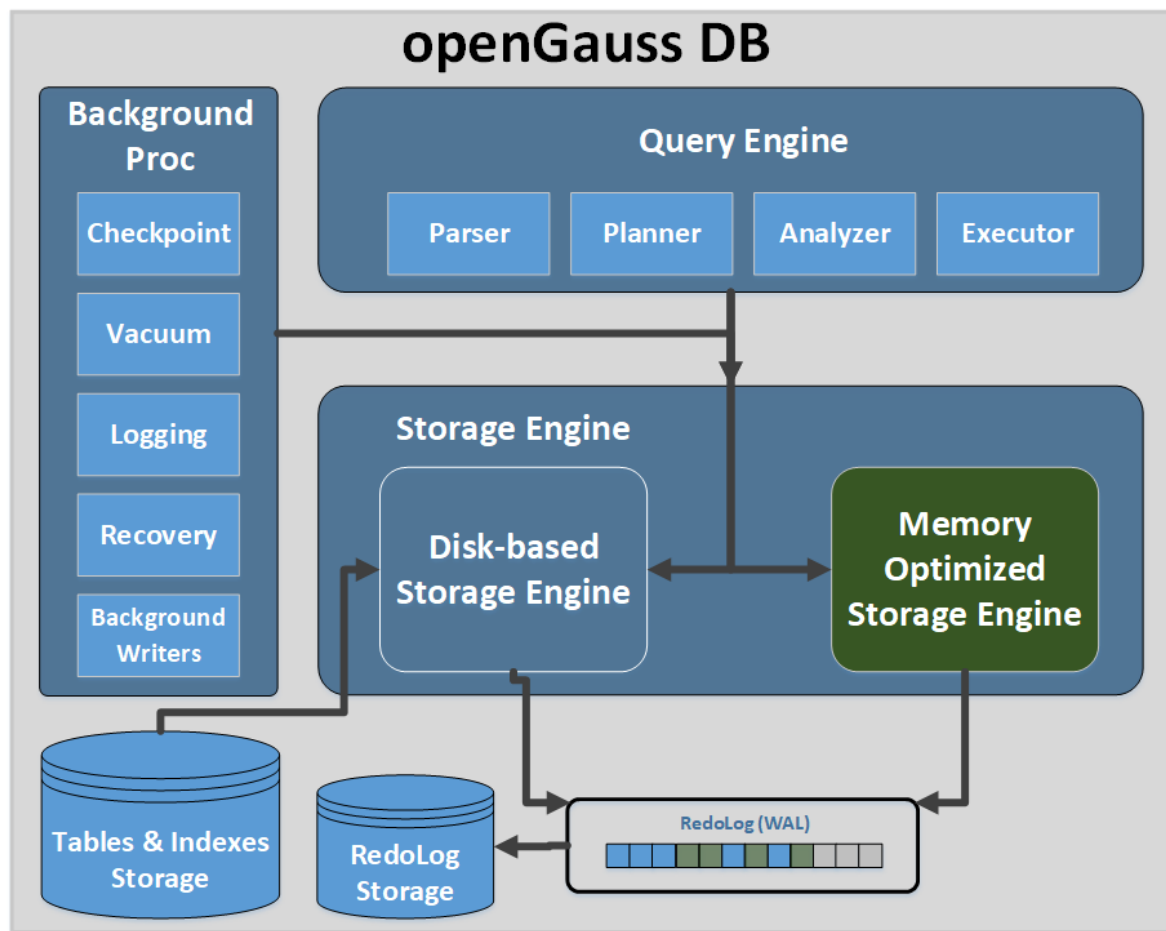 openGauss DB
Background
Proc
Checkpoint
Vacuum
Logging
Recovery
Background
Writers
Query Engine
Parser
Planner
Analyzer
Executor
Storage Engine
Disk-based
Storage Engine
Memory
Optimized
Storage Engine
Tables & Indexes
Storage
RedoLog
Storage
RedoLog (WAL)